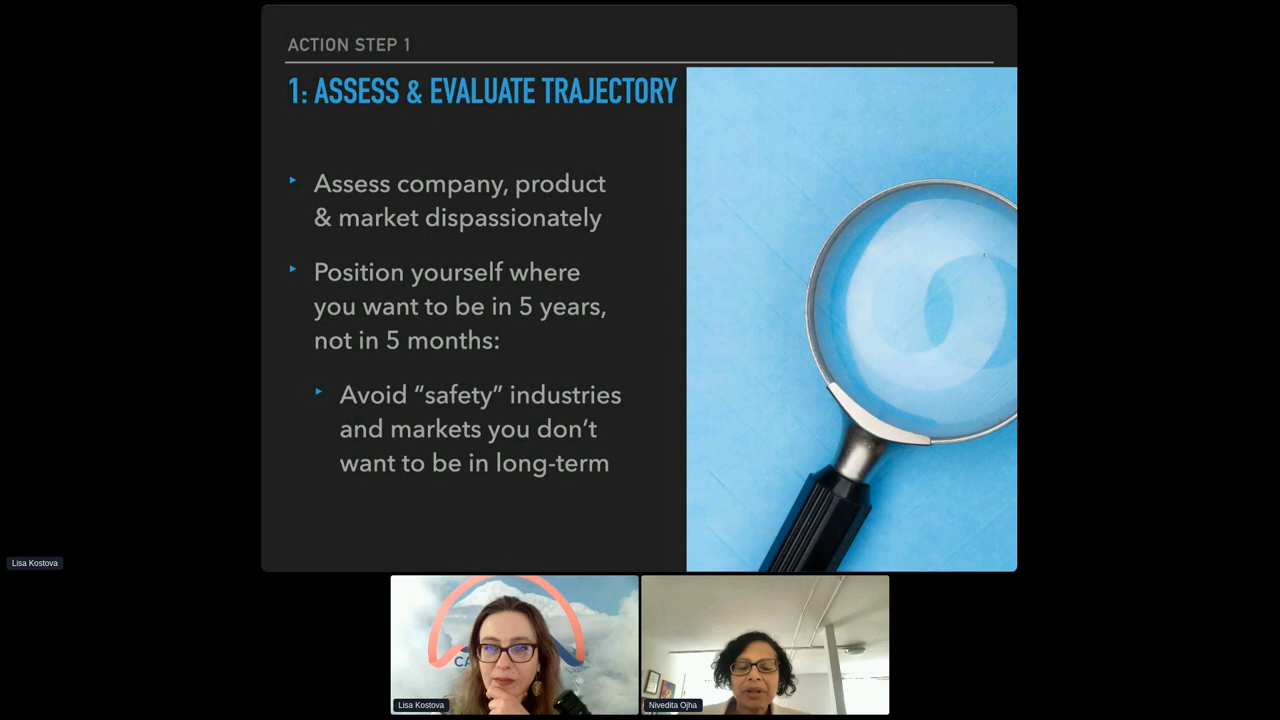 ACTION STEP 1
1: ASSESS & EVALUATE TRAJECTORY
Assess company, product
& market dispassionately
Position yourself where
you want to be in 5 years,
not in 5 months:
Avoid “safety” industries
and markets you don’t
want to be in long-term
Lisa Kostova
CA
Lisa Kostova
Nivedita Ojha